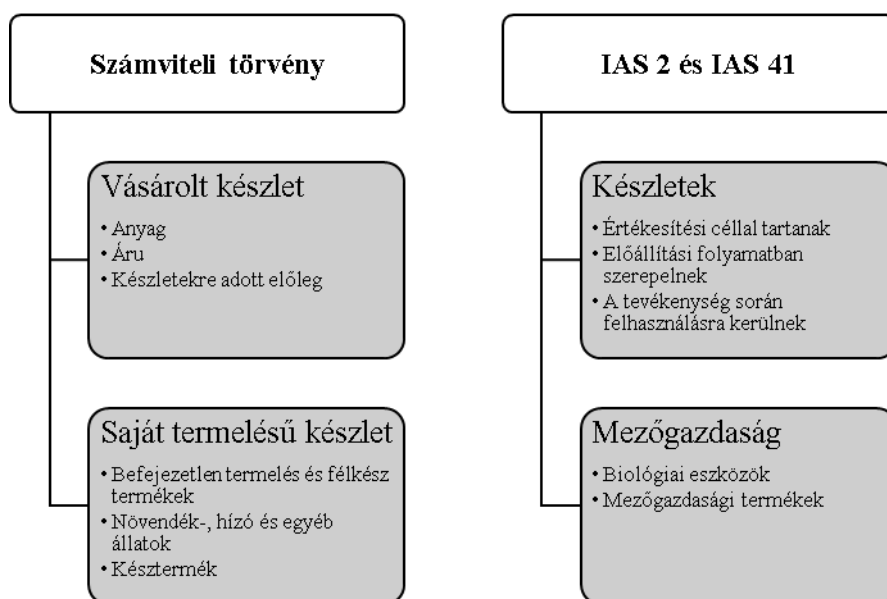 Számviteli törvény
Vásárolt készlet
• Anyag
• Áru
• Készletekre adott előleg
Saját termelésű készlet
• Befejezetlen termelés és félkész
termékek
• Növendék-, hízó és egyéb
állatok
• Késztermék
IAS 2 és IAS 41
Készletek
• Értékesítési céllal tartanak
• Előállítási folyamatban
szerepelnek
• A tevékenység során
felhasználásra kerülnek
Mezőgazdaság
• Biológiai eszközök
• Mezőgazdasági termékek